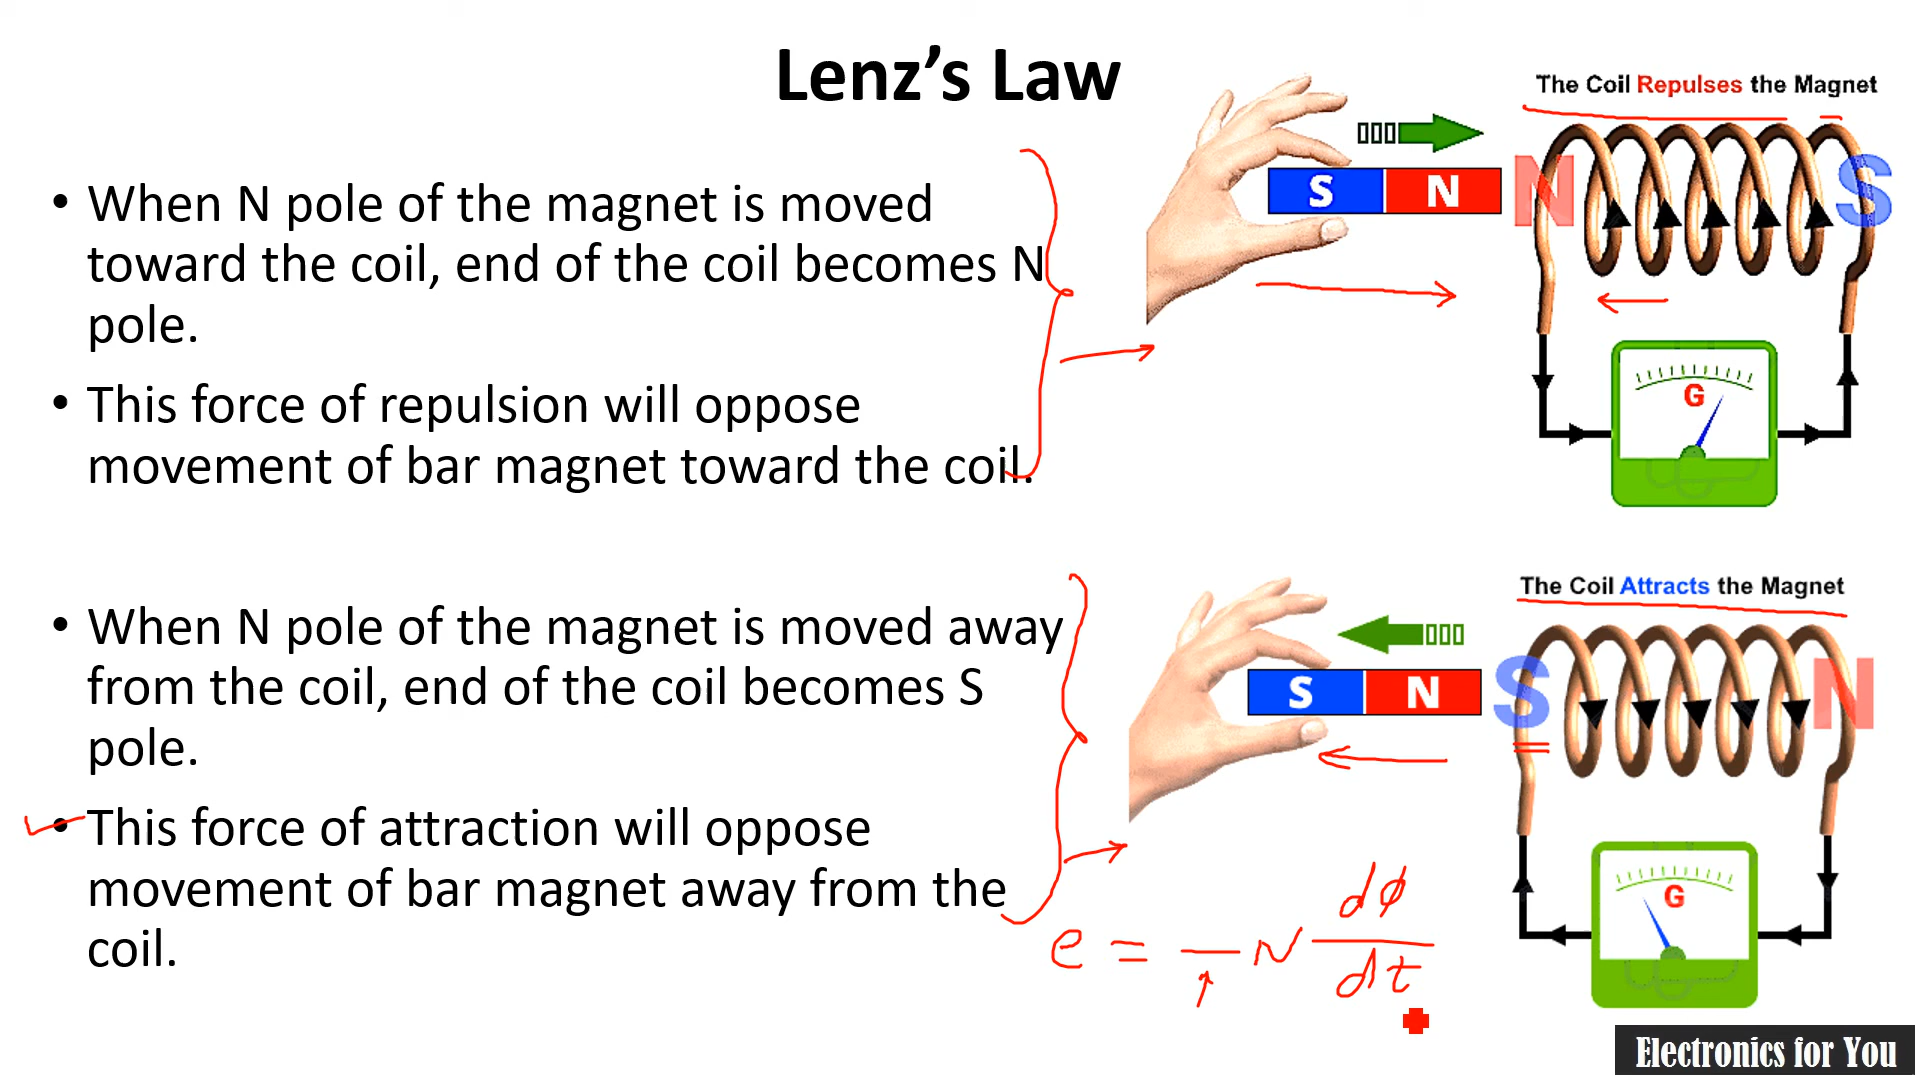 Lenz’s Law
• When N pole of the magnet is moved
toward the coil, end of the coil becomes N
pole.
• This force of repulsion will oppose
movement of bar magnet toward the coil.
• When N pole of the magnet is moved away
from the coil, end of the coil becomes S
pole.
• This force of attraction will oppose
movement of bar magnet away from the
coil.
The Coil Repulses the Magnet
S N N S
G
The Coil Attracts the Magnet
S N S N
G
e = — N dϕ/dt
Electronics for You